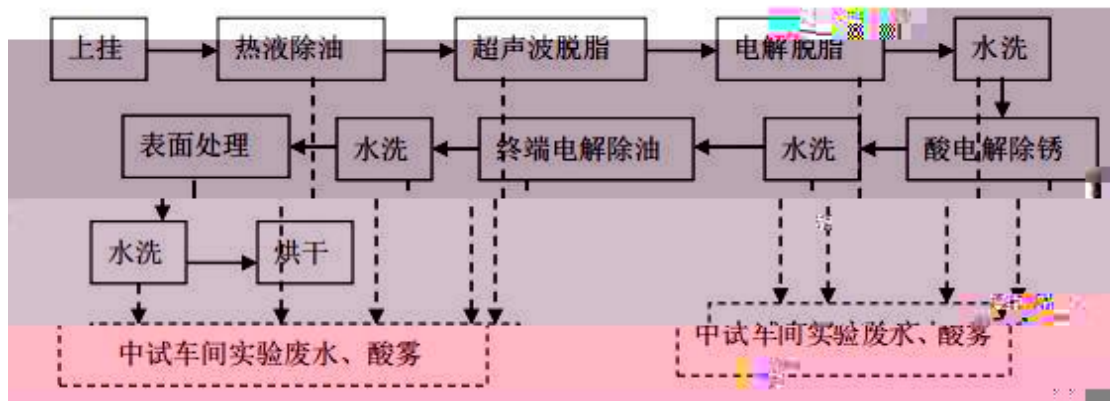 上挂
热液除油
超声波脱脂
电解脱脂
水洗
表面处理
水洗
终端电解除油
水洗
酸电解除锈
水洗
烘干
中试车间实验废水、酸雾
中试车间实验废水、酸雾